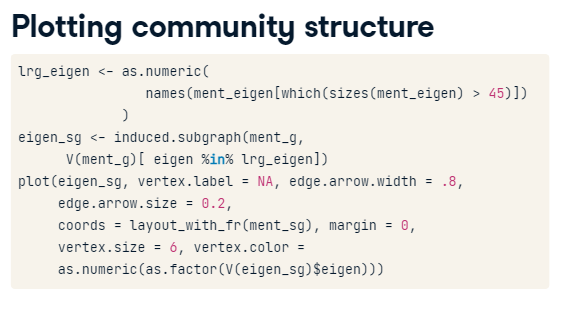 Plotting community structure
lrg_eigen <- as.numeric(
                names(ment_eigen[which(sizes(ment_eigen) > 45)])
             )
eigen_sg <- induced.subgraph(ment_g,
      V(ment_g)[ eigen %in% lrg_eigen])
plot(eigen_sg, vertex.label = NA, edge.arrow.width = .8,
     edge.arrow.size = 0.2,
     coords = layout_with_fr(ment_sg), margin = 0,
     vertex.size = 6, vertex.color =
     as.numeric(as.factor(V(eigen_sg)$eigen)))